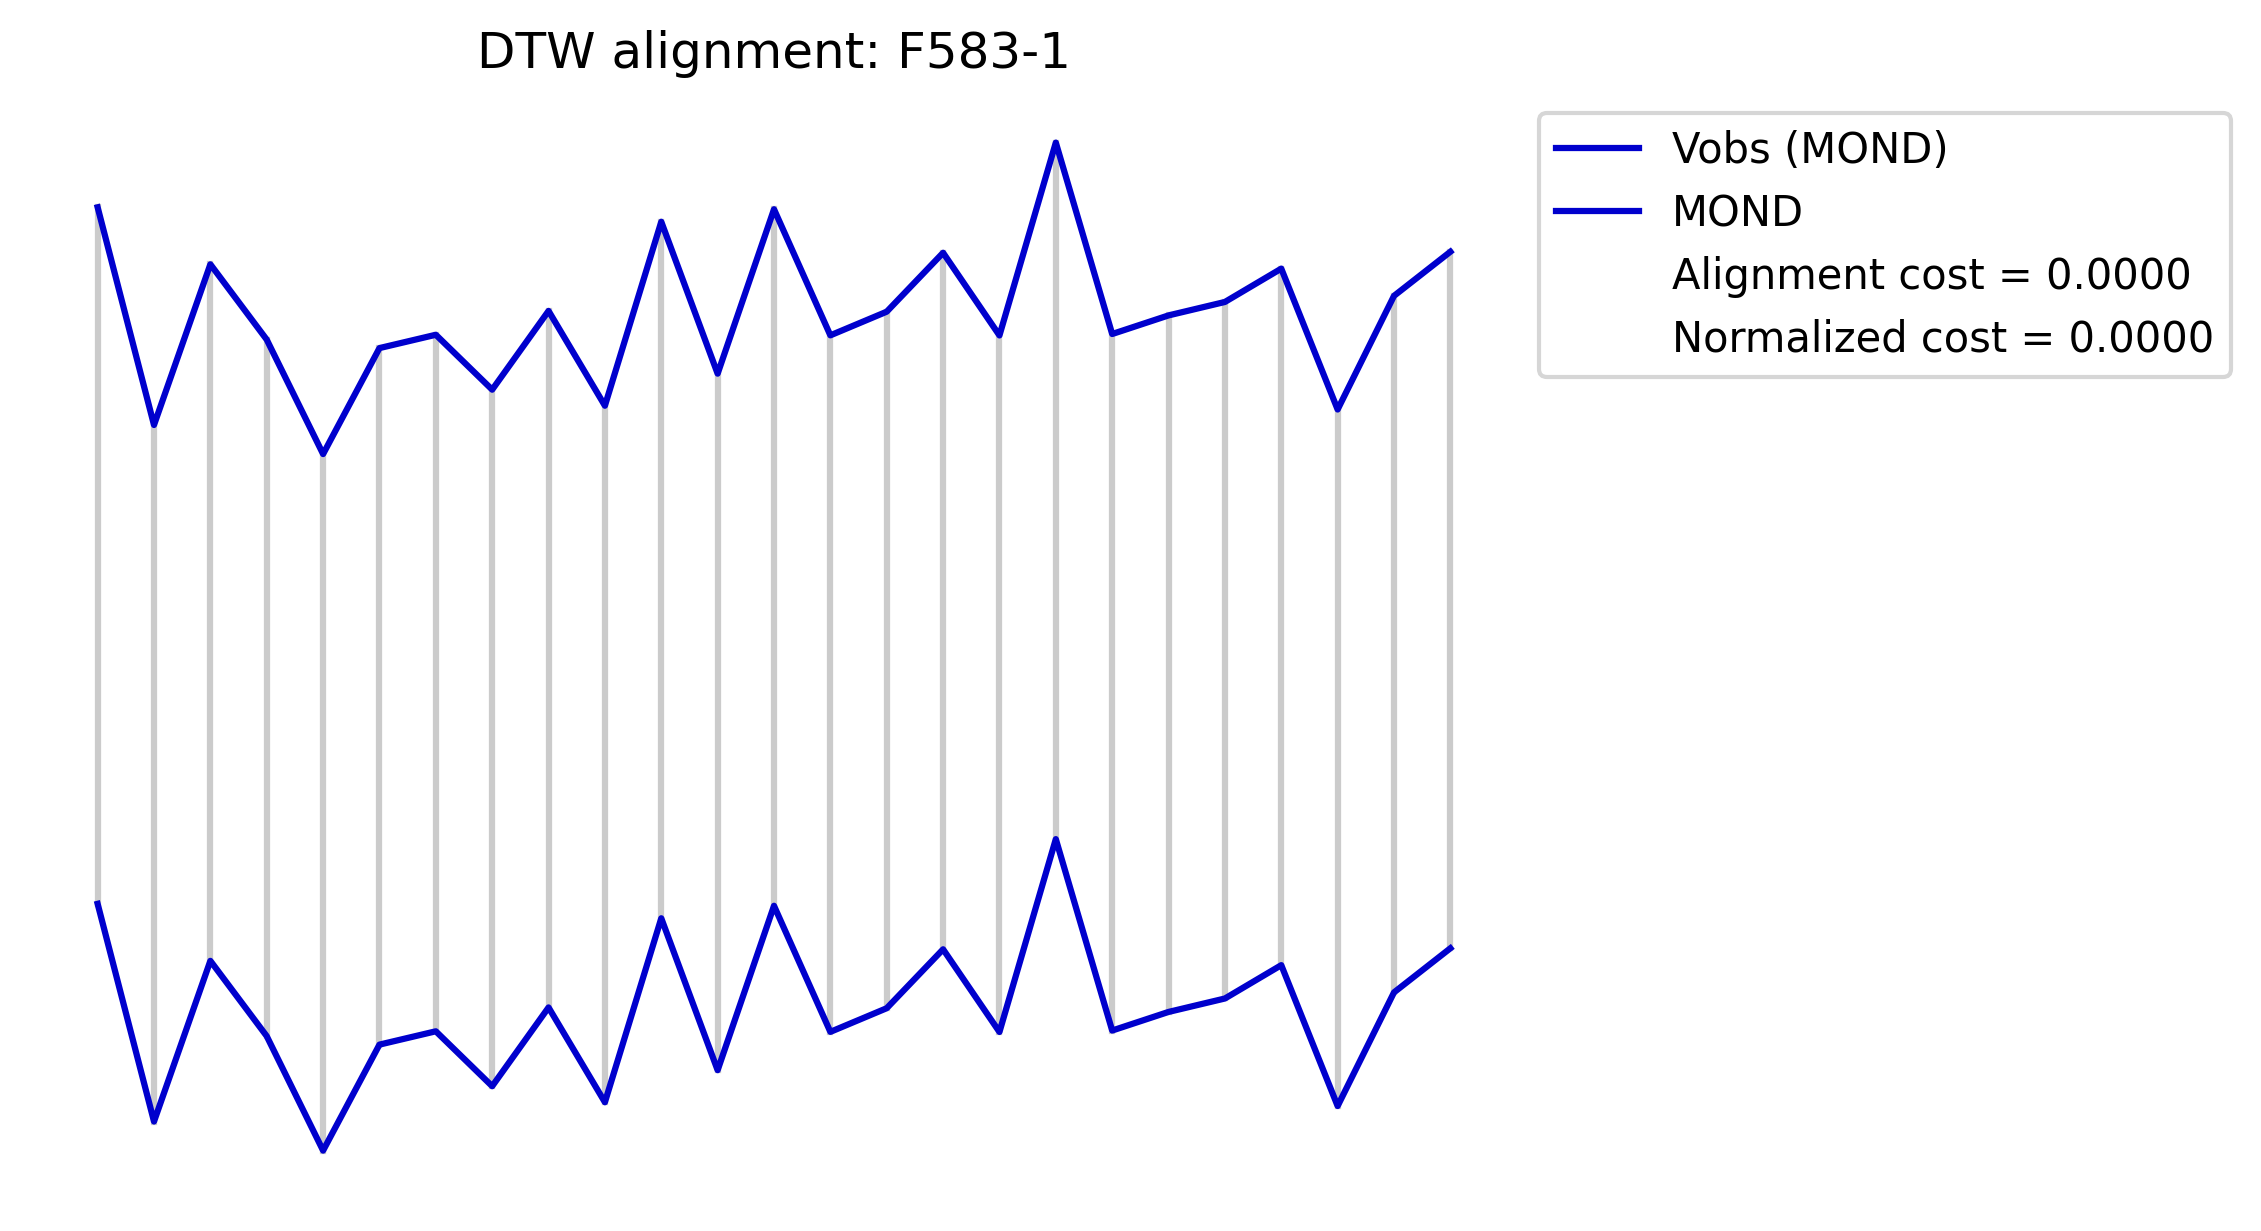 DTW alignment: F583-1
Vobs (MOND)
MOND
Alignment cost = 0.0000
Normalized cost = 0.0000